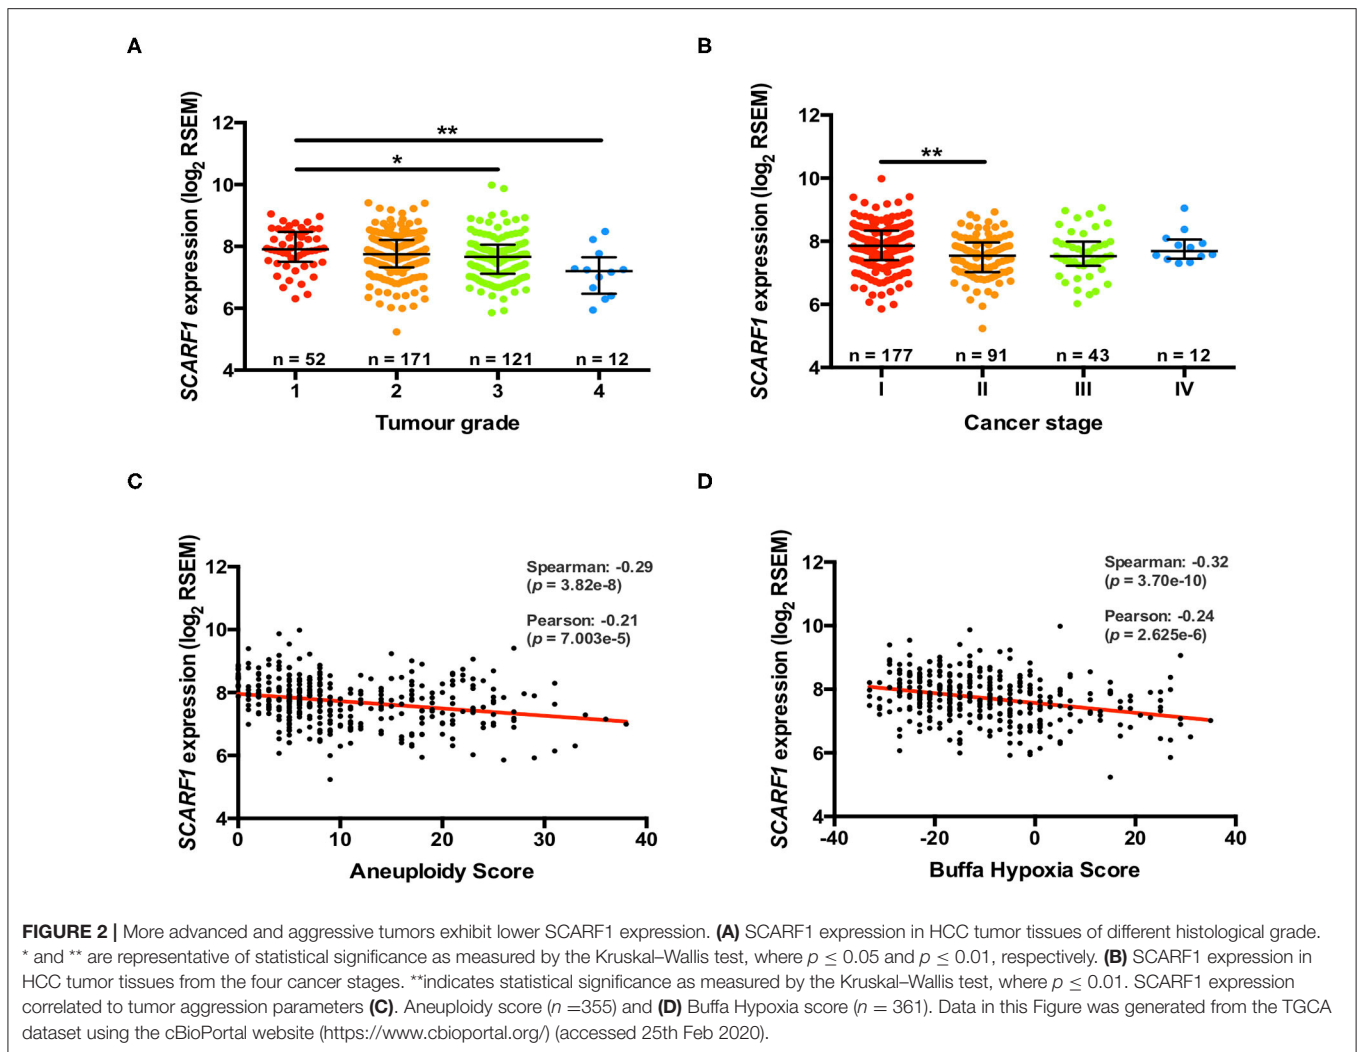 A
SCARF1 expression (log2 RSEM)
12
10
8
6
4
**
*
n = 52
n = 171
n = 121
n = 12
1
2
3
4
Tumour grade
B
SCARF1 expression (log2 RSEM)
12
10
8
6
4
**
n = 177
n = 91
n = 43
n = 12
I
II
III
IV
Cancer stage
C
SCARF1 expression (log2 RSEM)
12
10
8
6
4
Spearman: -0.29
(p = 3.82e-8)
Pearson: -0.21
(p = 7.003e-5)
0
10
20
30
40
Aneuploidy Score
D
SCARF1 expression (log2 RSEM)
12
10
8
6
4
Spearman: -0.32
(p = 3.70e-10)
Pearson: -0.24
(p = 2.625e-6)
-40
-20
0
20
40
Buffa Hypoxia Score
FIGURE 2 | More advanced and aggressive tumors exhibit lower SCARF1 expression. (A) SCARF1 expression in HCC tumor tissues of different histological grade.
* and ** are representative of statistical significance as measured by the Kruskal–Wallis test, where p ≤ 0.05 and p ≤ 0.01, respectively. (B) SCARF1 expression in
HCC tumor tissues from the four cancer stages. **indicates statistical significance as measured by the Kruskal–Wallis test, where p ≤ 0.01. SCARF1 expression
correlated to tumor aggression parameters (C). Aneuploidy score (n =355) and (D) Buffa Hypoxia score (n = 361). Data in this Figure was generated from the TGCA
dataset using the cBioPortal website (https://www.cbioportal.org/) (accessed 25th Feb 2020).